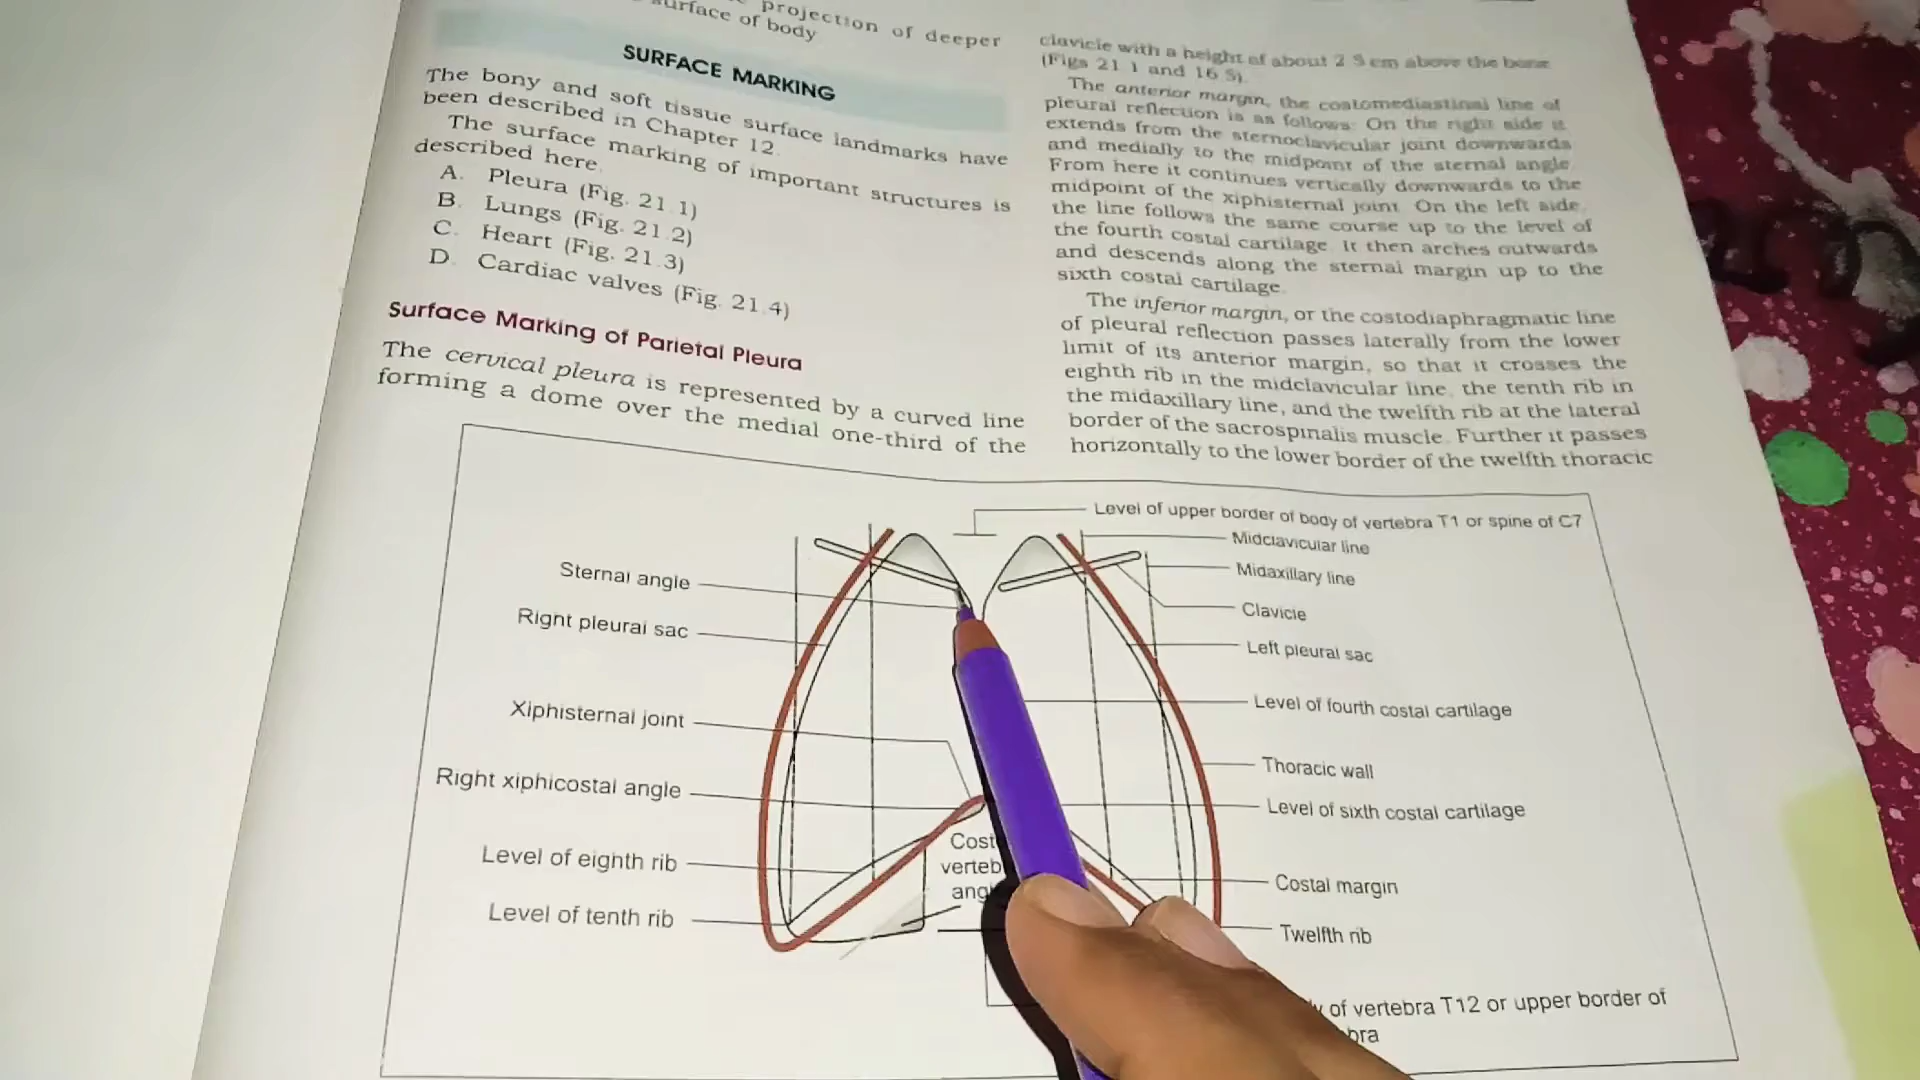 projection of deeper
surface of body
SURFACE MARKING
The bony and soft tissue surface landmarks have
been described in Chapter 12.
The surface marking of important structures is
described here.
A. Pleura (Fig. 21.1)
B. Lungs (Fig. 21.2)
C. Heart (Fig. 21.3)
D. Cardiac valves (Fig. 21.4)
Surface Marking of Parietal Pleura
The cervical pleura is represented by a curved line
forming a dome over the medial one-third of the
clavicle with a height of about 2.5 cm above the bone
(Figs 21.1 and 16.5).
The anterior margin, the costomediastinal line of
pleural reflection is as follows: On the right side it
extends from the sternoclavicular joint downwards
and medially to the midpoint of the sternal angle.
From here it continues vertically downwards to the
midpoint of the xiphisternal joint. On the left side,
the line follows the same course up to the level of
the fourth costal cartilage. It then arches outwards
and descends along the sternal margin up to the
sixth costal cartilage.
The inferior margin, or the costodiaphragmatic line
of pleural reflection passes laterally from the lower
limit of its anterior margin, so that it crosses the
eighth rib in the midclavicular line, the tenth rib in
the midaxillary line, and the twelfth rib at the lateral
border of the sacrospinalis muscle. Further it passes
horizontally to the lower border of the twelfth thoracic
Level of upper border of body of vertebra T1 or spine of C7
Midclavicular line
Midaxillary line
Clavicle
Left pleural sac
Level of fourth costal cartilage
Thoracic wall
Level of sixth costal cartilage
Costal margin
Twelfth rib
of vertebra T12 or upper border of
Sternal angle
Right pleural sac
Xiphisternal joint
Right xiphicostal angle
Level of eighth rib
Level of tenth rib
Cost
verteb
ang